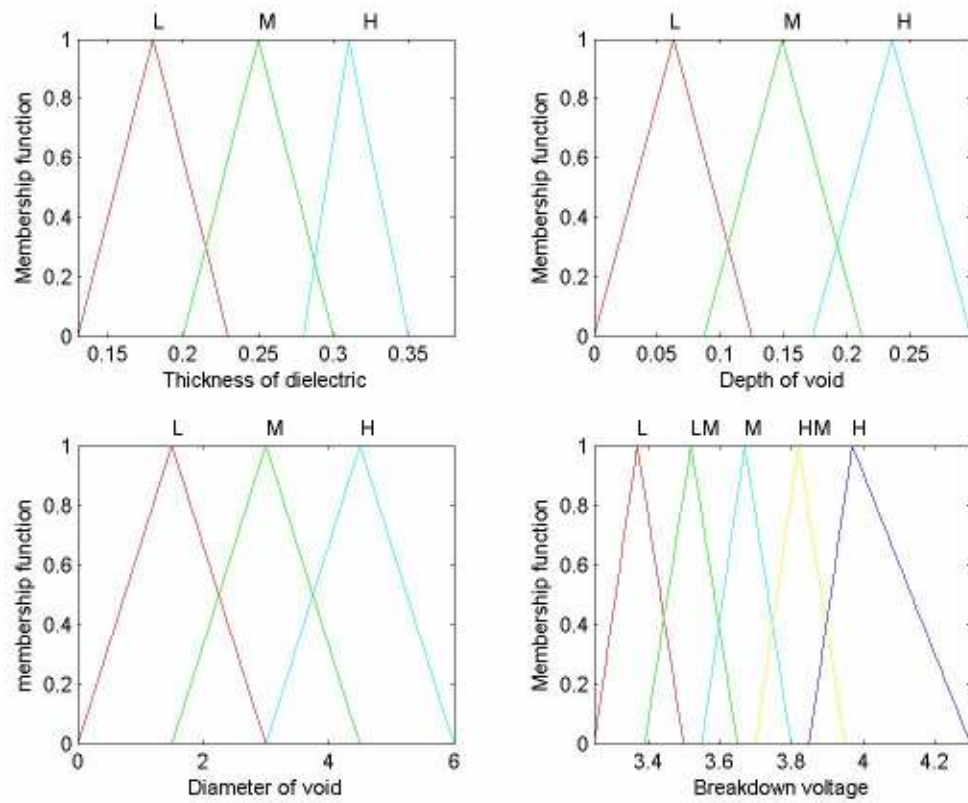 L M H
1
0.8
0.6
0.4
0.2
0
Membership function
0.15 0.2 0.25 0.3 0.35
Thickness of dielectric
L M H
1
0.8
0.6
0.4
0.2
0
Membership function
0 0.05 0.1 0.15 0.2 0.25
Depth of void
L M H
1
0.8
0.6
0.4
0.2
0
membership function
0 2 4 6
Diameter of void
L LM M HM H
1
0.8
0.6
0.4
0.2
0
Membership function
3.4 3.6 3.8 4 4.2
Breakdown voltage